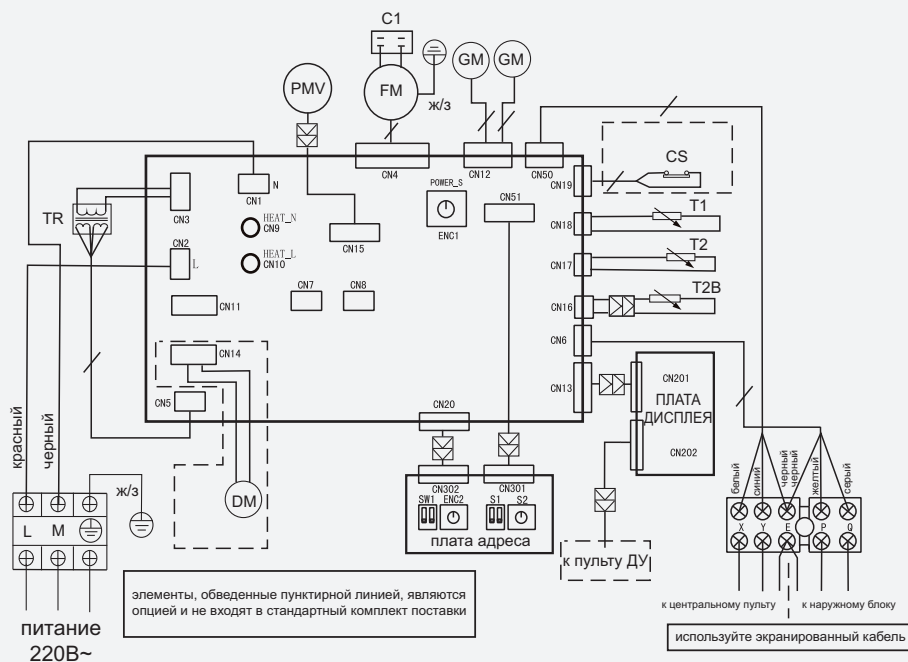 C1
PMV
FM
ж/з
GM
GM
CN4
CN12
CN50
CS
CN19
TR
CN3
N
CN1
POWER_S
ENC1
CN51
T1
CN18
HEAT_N
CN9
CN2
L
HEAT_L
CN10
CN15
T2
CN17
CN11
CN7
CN8
T2B
CN16
CN6
CN14
CN5
CN13
CN201
ПЛАТА
ДИСПЛЕЯ
CN202
CN20
красный
черный
ж/з
DM
CN302
CN301
SW1
ENC2
S1
S2
плата адреса
L
M
к пульту ДУ
белый
синий
черный
черный
желтый
серый
X
Y
E
P
Q
элементы, обведенные пунктирной линией, являются
опцией и не входят в стандартный комплект поставки
к центральному пульту
к наружному блоку
питание
220В~
используйте экранированный кабель